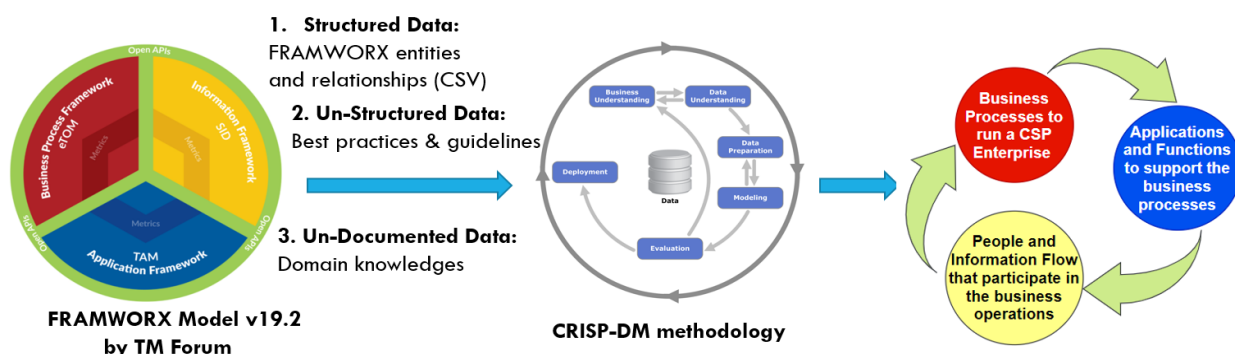 Open APIs
Business Process Framework
eTOM
Metrics
Information Framework
SID
Metrics
Metrics
TAM
Application Framework
Open APIs
Open APIs
FRAMWORX Model v19.2
by TM Forum
1. Structured Data:
FRAMWORX entities
and relationships (CSV)
2. Un-Structured Data:
Best practices & guidelines
3. Un-Documented Data:
Domain knowledges
Business
Understanding
Data
Understanding
Data
Preparation
Modeling
Evaluation
Deployment
Data
CRISP-DM methodology
Business
Processes to
run a CSP
Enterprise
Applications
and Functions
to support the
business
processes
People and
Information Flow
that participate in
the business
operations